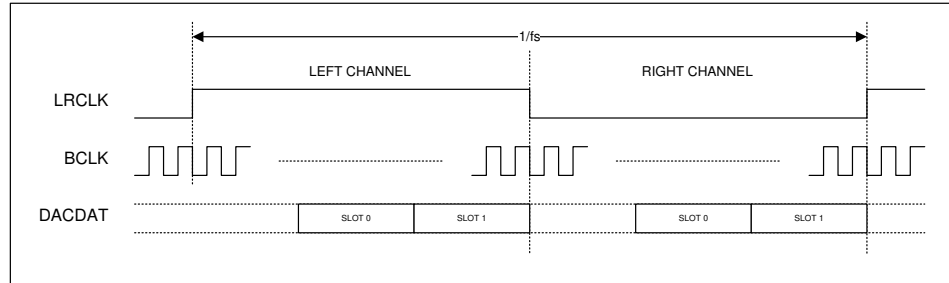 1/fs
LEFT CHANNEL RIGHT CHANNEL
LRCLK
BCLK
DACDAT SLOT 0 SLOT 1 SLOT 0 SLOT 1